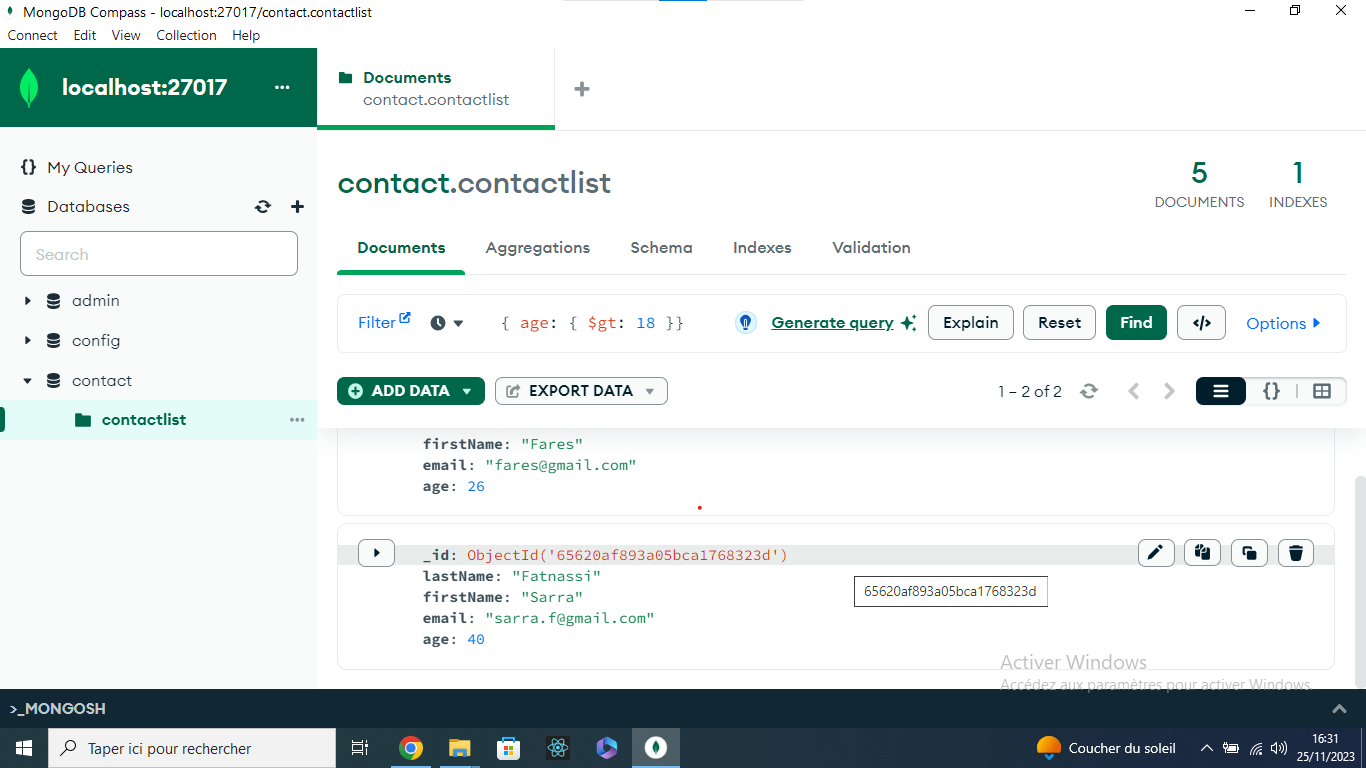 MongoDB Compass - localhost:27017/contact.contactlist
Connect Edit View Collection Help
localhost:27017 ...
Documents
contact.contactlist
{} My Queries
Databases
Search
admin
config
contact
contactlist
contact.contactlist
5
DOCUMENTS
1
INDEXES
Documents Aggregations Schema Indexes Validation
Filter { age: { $gt: 18 }} Generate query Explain Reset Find </> Options
ADD DATA EXPORT DATA 1 – 2 of 2 {}
firstName: "Fares"
email: "fares@gmail.com"
age: 26
_id: ObjectId('65620af893a05bca1768323d')
lastName: "Fatnassi"
firstName: "Sarra"
email: "sarra.f@gmail.com"
age: 40
65620af893a05bca1768323d
Activer Windows
Accédez aux paramètres pour activer Windows.
>_MONGOSH
Taper ici pour rechercher
Coucher du soleil
16:31
25/11/2023